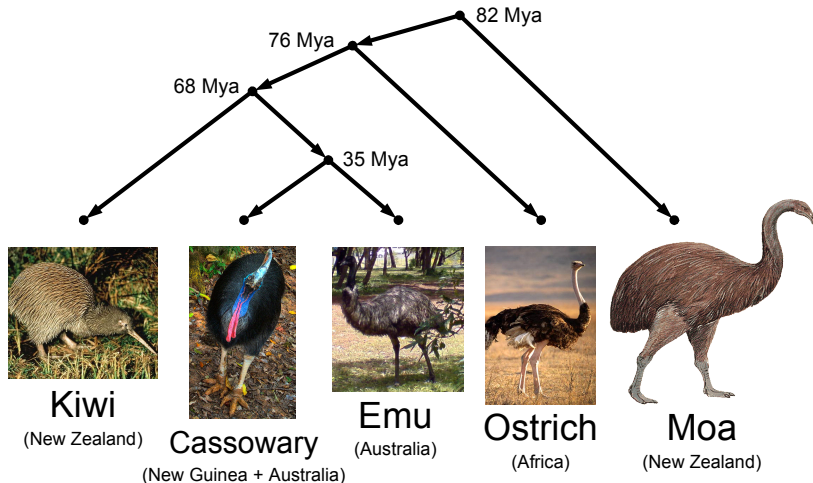 82 Mya
76 Mya
68 Mya
35 Mya
Kiwi
(New Zealand)
Cassowary
(New Guinea + Australia)
Emu
(Australia)
Ostrich
(Africa)
Moa
(New Zealand)